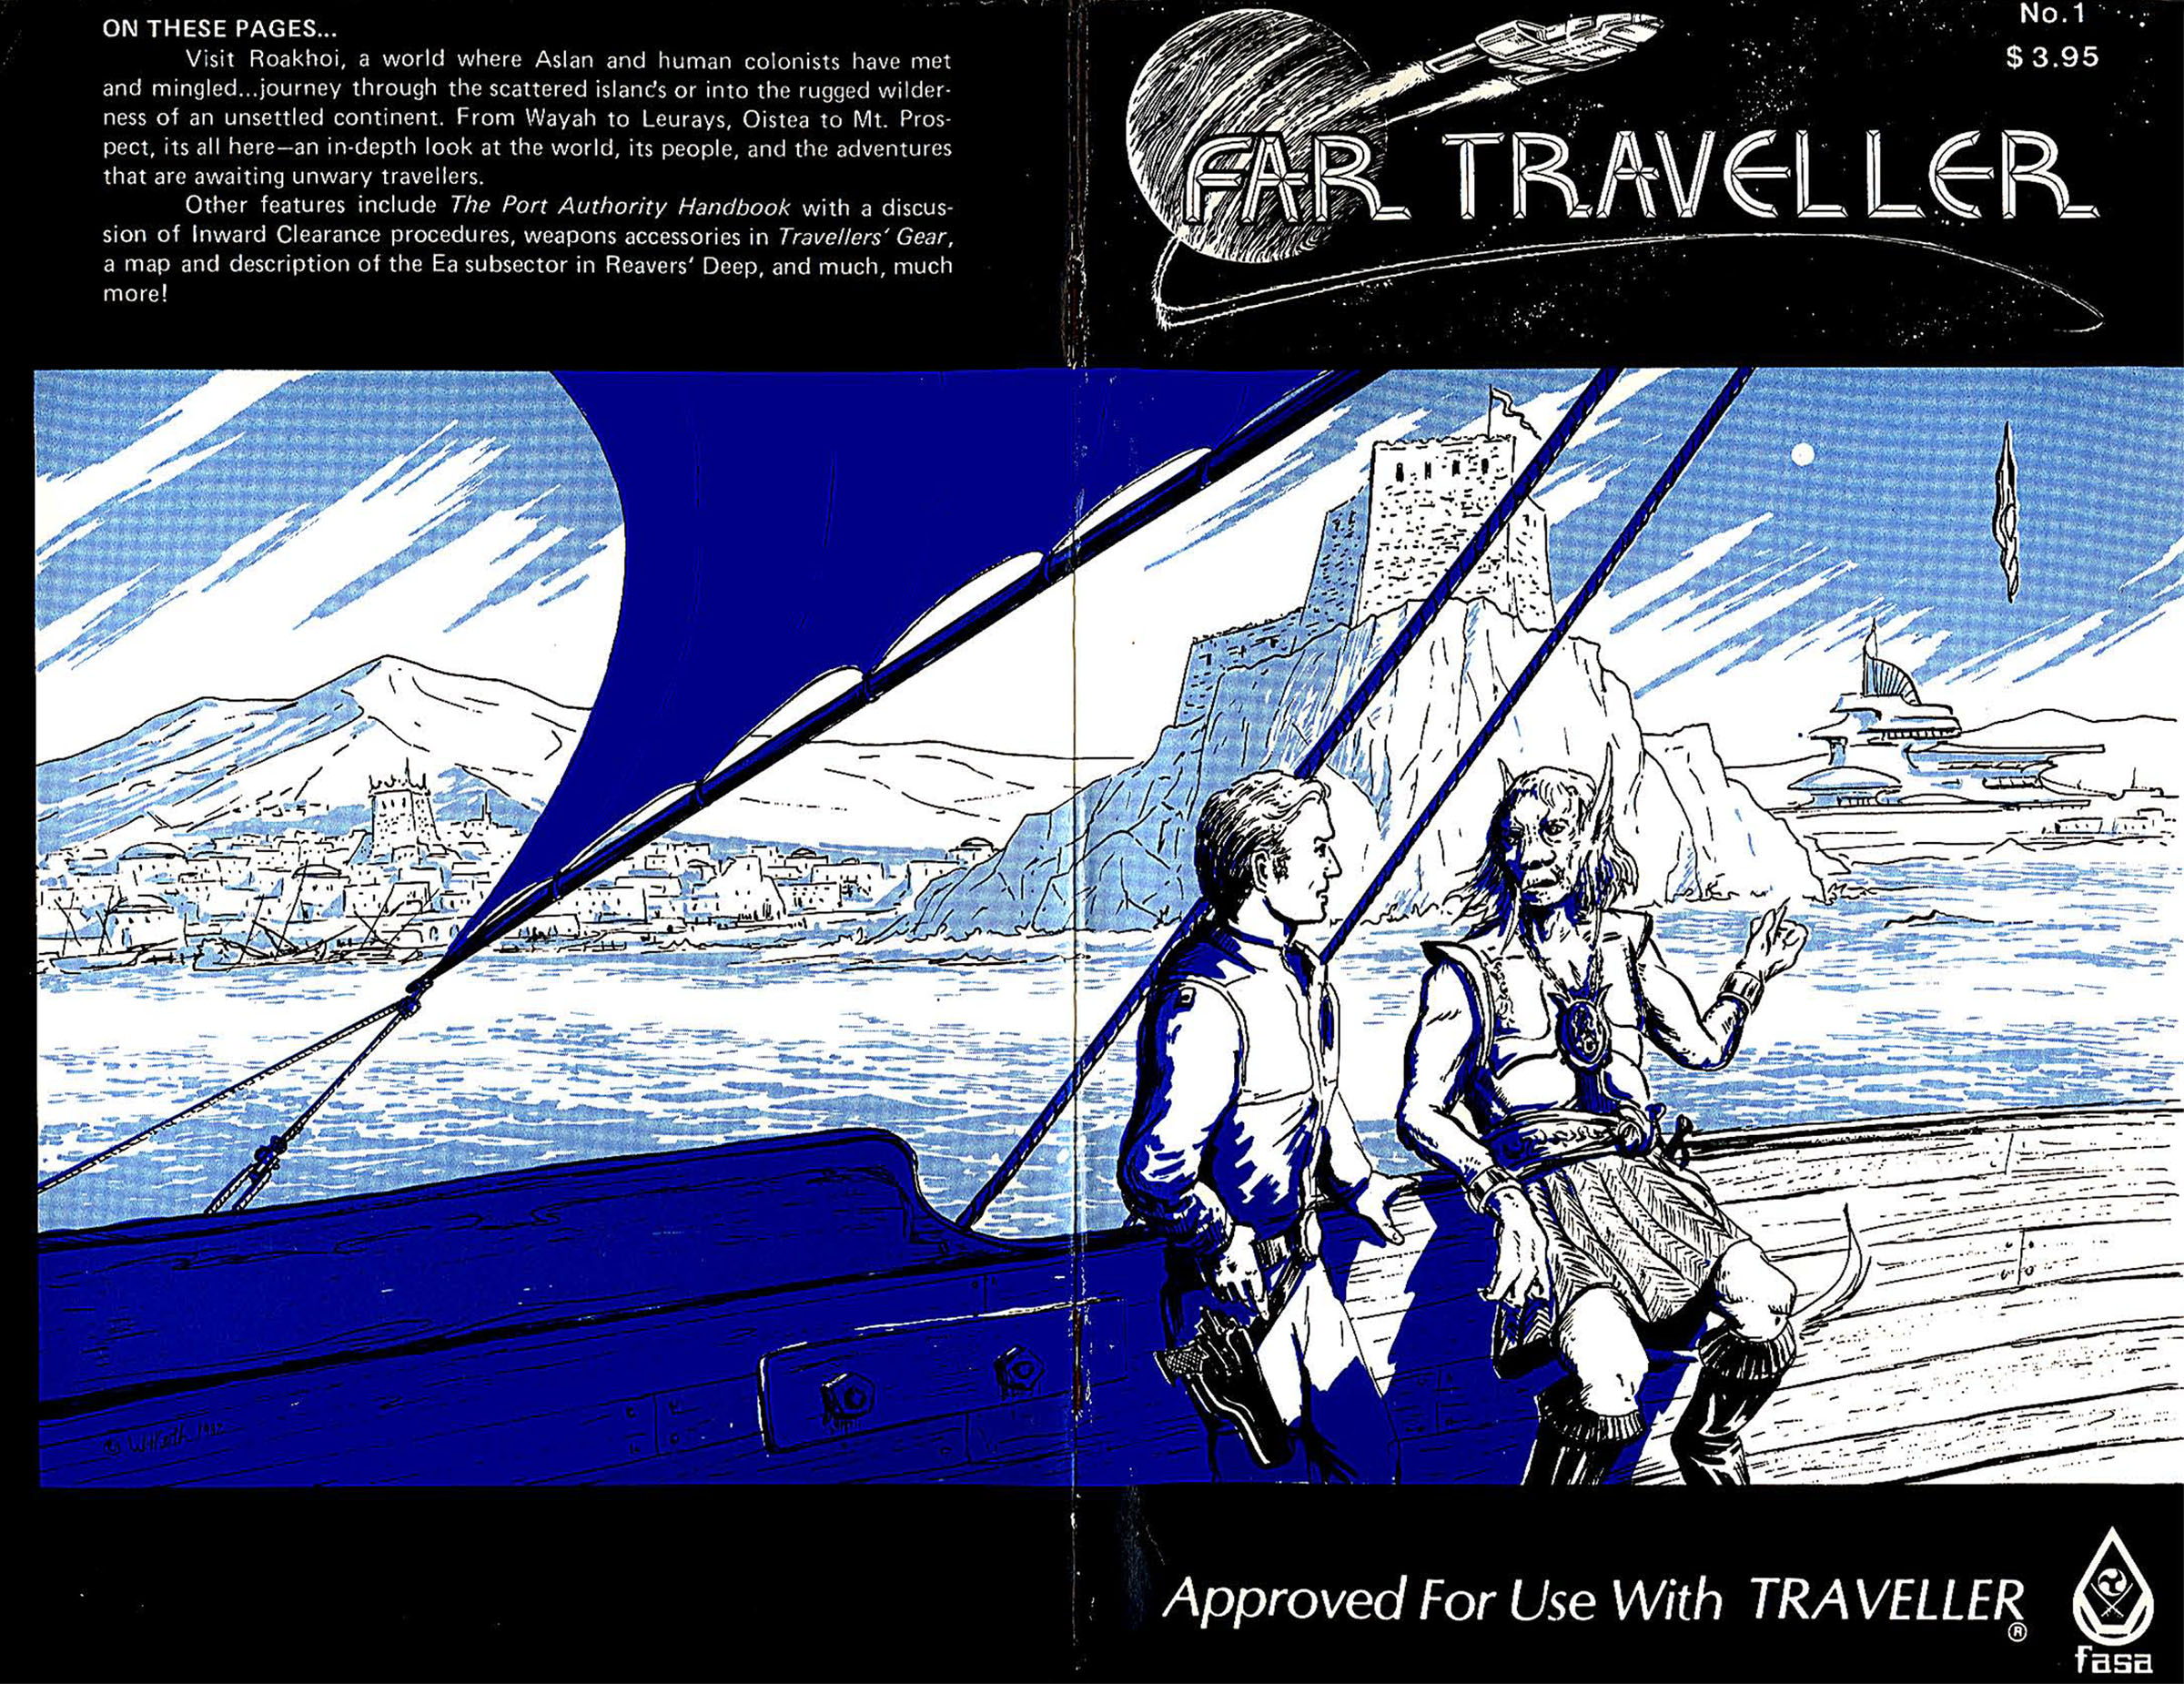 ON THESE PAGES...
Visit Roakhoi, a world where Aslan and human colonists have met
and mingled...journey through the scattered island's or into the rugged wilder-
ness of an unsettled continent. From Wayah to Leurays, Oistea to Mt. Pros-
pect, its all here—an in-depth look at the world, its people, and the adventures
that are awaiting unwary travellers.
Other features include The Port Authority Handbook with a discus-
sion of Inward Clearance procedures, weapons accessories in Travellers' Gear,
a map and description of the Ea subsector in Reavers' Deep, and much, much
more!
No.1
$3.95
FAR TRAVELLER
© WHKeith 1982
Approved For Use With TRAVELLER
®
fasa